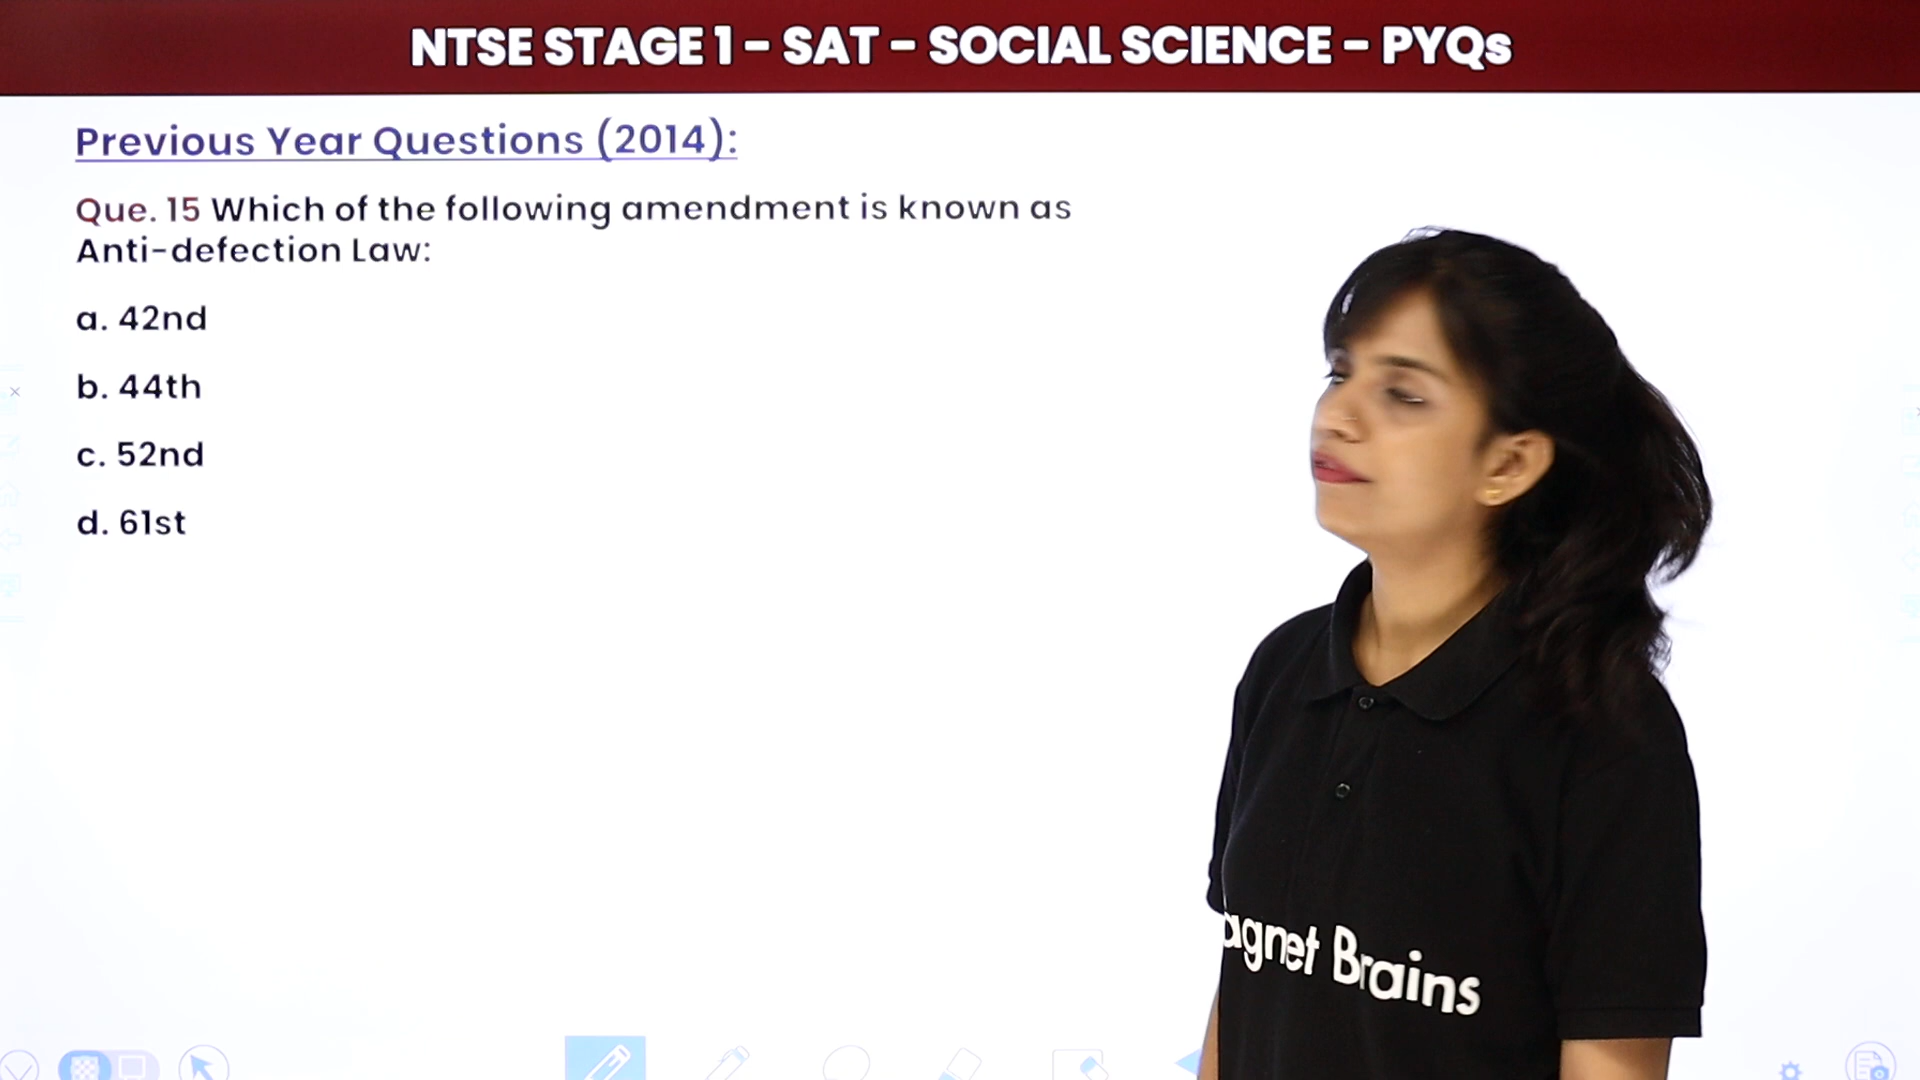 NTSE STAGE 1 – SAT – SOCIAL SCIENCE – PYQs
Previous Year Questions (2014):
Que. 15 Which of the following amendment is known as
Anti-defection Law:
a. 42nd
b. 44th
c. 52nd
d. 61st
agnet Brains